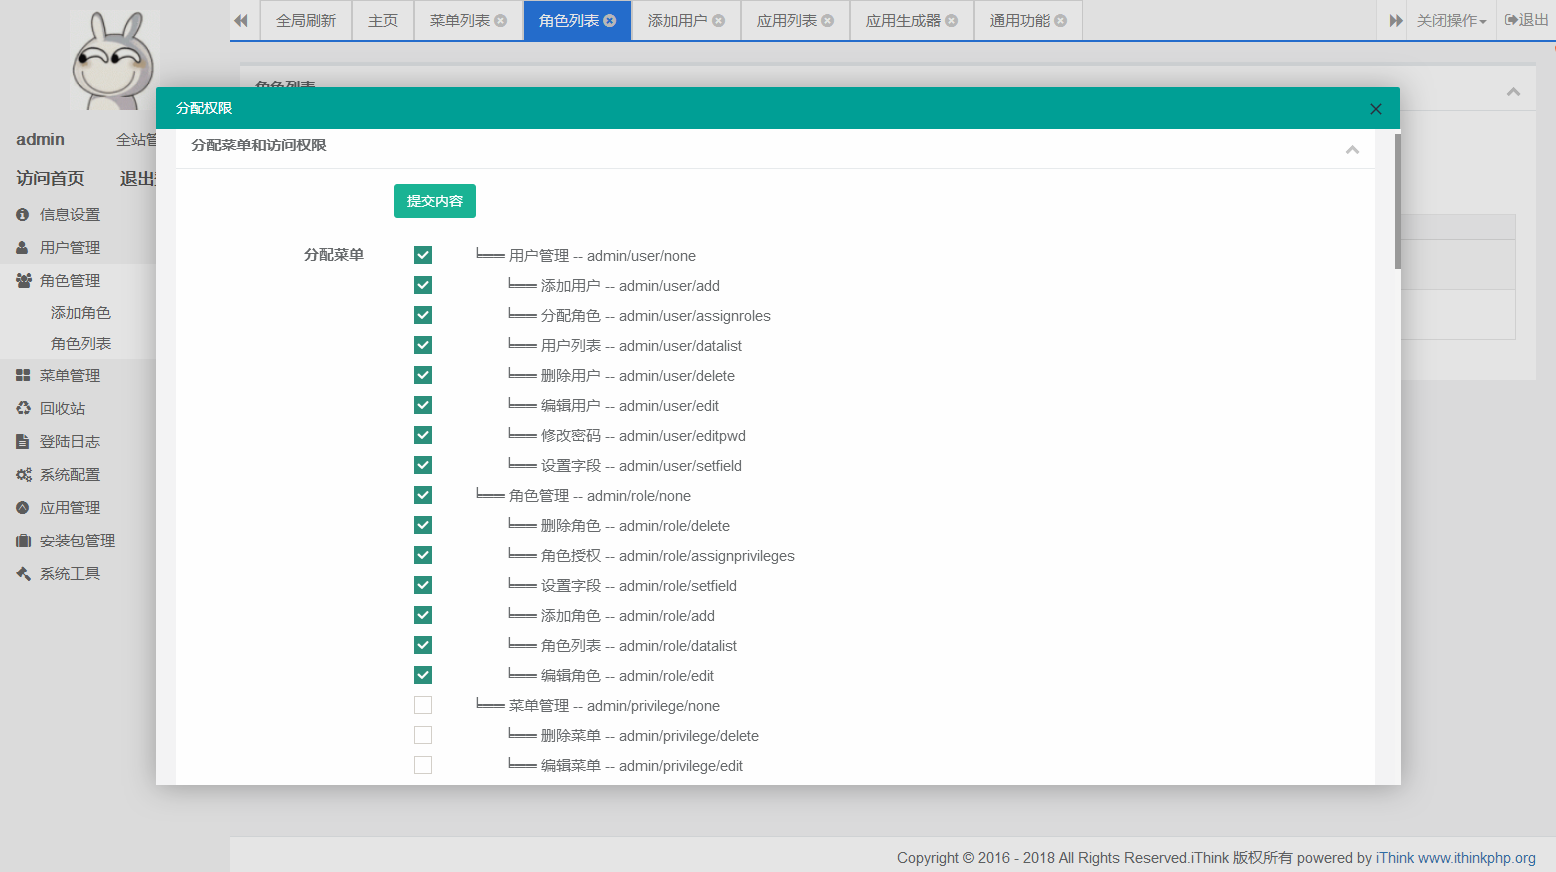 全局刷新 主页 菜单列表 角色列表 添加用户 应用列表 应用生成器 通用功能 关闭操作 退出
admin 全站管
访问首页 退出
信息设置
用户管理
角色管理
添加角色
角色列表
菜单管理
回收站
登陆日志
系统配置
应用管理
安装包管理
系统工具
角色列表
分配权限
分配菜单和访问权限
提交内容
分配菜单
╘══ 用户管理 -- admin/user/none
╘══ 添加用户 -- admin/user/add
╘══ 分配角色 -- admin/user/assignroles
╘══ 用户列表 -- admin/user/datalist
╘══ 删除用户 -- admin/user/delete
╘══ 编辑用户 -- admin/user/edit
╘══ 修改密码 -- admin/user/editpwd
╘══ 设置字段 -- admin/user/setfield
╘══ 角色管理 -- admin/role/none
╘══ 删除角色 -- admin/role/delete
╘══ 角色授权 -- admin/role/assignprivileges
╘══ 设置字段 -- admin/role/setfield
╘══ 添加角色 -- admin/role/add
╘══ 角色列表 -- admin/role/datalist
╘══ 编辑角色 -- admin/role/edit
╘══ 菜单管理 -- admin/privilege/none
╘══ 删除菜单 -- admin/privilege/delete
╘══ 编辑菜单 -- admin/privilege/edit
Copyright © 2016 - 2018 All Rights Reserved.iThink 版权所有 powered by iThink www.ithinkphp.org